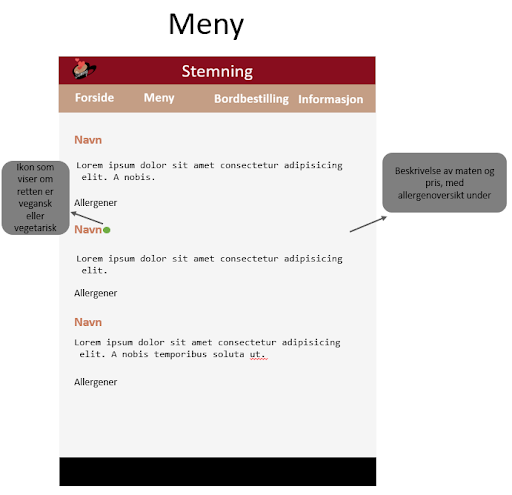 Meny
Stemning
Forside Meny Bordbestilling Informasjon
Navn
Lorem ipsum dolor sit amet consectetur adipisicing
elit. A nobis.
Allergener
Navn
Lorem ipsum dolor sit amet consectetur adipisicing
elit.
Allergener
Navn
Lorem ipsum dolor sit amet consectetur adipisicing
elit. A nobis temporibus soluta ut.
Allergener
Ikon som
viser om
retten er
vegansk
eller
vegetarisk
Beskrivelse av maten og
pris, med
allergenoversikt under